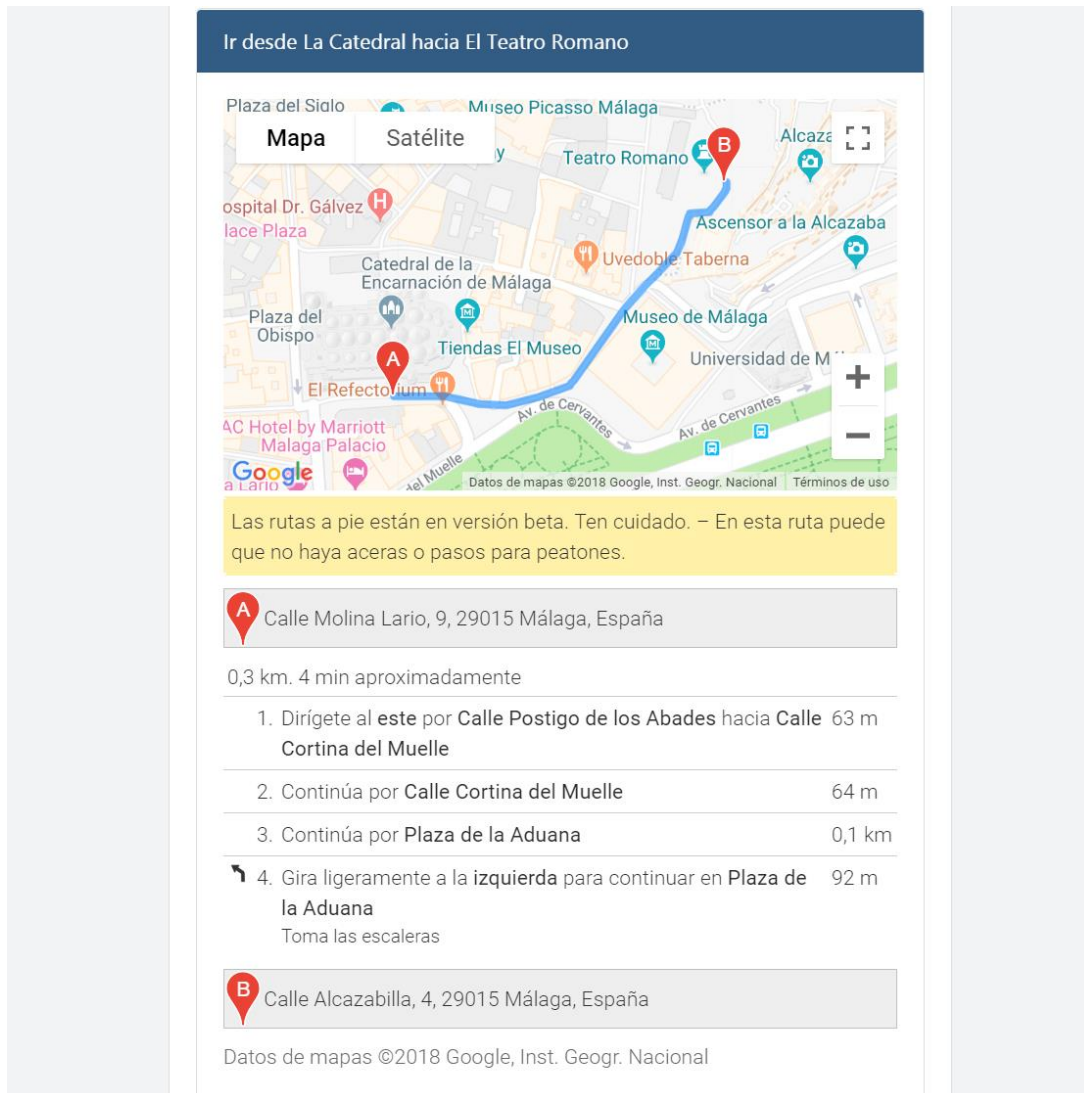 Ir desde La Catedral hacia El Teatro Romano
Plaza del Siglo
Museo Picasso Málaga
Mapa
Satélite
Teatro Romano
B
Alcaza
ospital Dr. Gálvez
H
lace Plaza
Ascensor a la Alcazaba
Catedral de la
Encarnación de Málaga
Uvedoble Taberna
Plaza del
Obispo
Museo de Málaga
Tiendas El Museo
A
Universidad de M
El Refectorium
Av. de Cervantes
Av. de Cervantes
AC Hotel by Marriott
Malaga Palacio
del Muelle
Google
a Lario
Datos de mapas ©2018 Google, Inst. Geogr. Nacional
Términos de uso
Las rutas a pie están en versión beta. Ten cuidado. – En esta ruta puede
que no haya aceras o pasos para peatones.
A Calle Molina Lario, 9, 29015 Málaga, España
0,3 km. 4 min aproximadamente
1. Dirígete al este por Calle Postigo de los Abades hacia Calle 63 m
Cortina del Muelle
2. Continúa por Calle Cortina del Muelle 64 m
3. Continúa por Plaza de la Aduana 0,1 km
4. Gira ligeramente a la izquierda para continuar en Plaza de 92 m
la Aduana
Toma las escaleras
B Calle Alcazabilla, 4, 29015 Málaga, España
Datos de mapas ©2018 Google, Inst. Geogr. Nacional